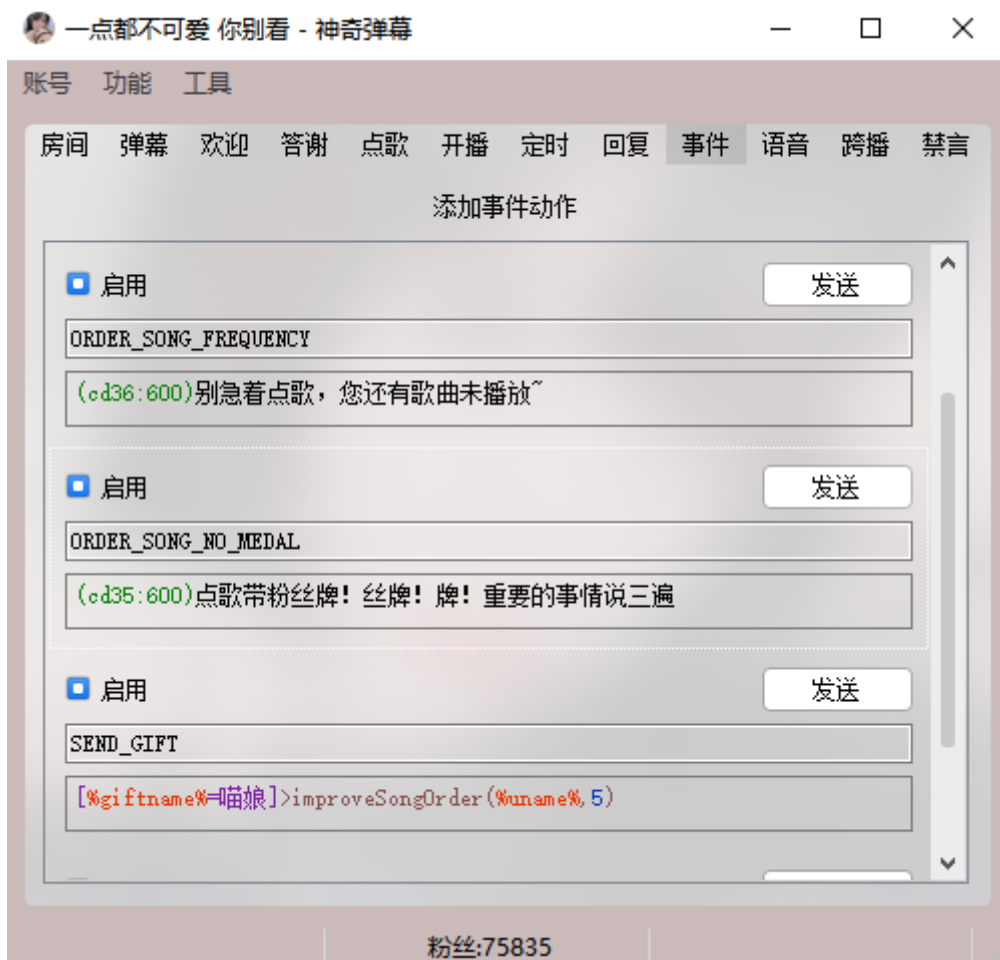 一点都不可爱 你别看 - 神奇弹幕
账号 功能 工具
房间 弹幕 欢迎 答谢 点歌 开播 定时 回复 事件 语音 跨播 禁言
添加事件动作
启用 发送
ORDER_SONG_FREQUENCY
(cd36:600)别急着点歌，您还有歌曲未播放~
启用 发送
ORDER_SONG_NO_MEDAL
(cd35:600)点歌带粉丝牌！丝牌！牌！重要的事情说三遍
启用 发送
SEND_GIFT
[%giftname%=喵娘]>improveSongOrder(%uname%,5)
粉丝:75835